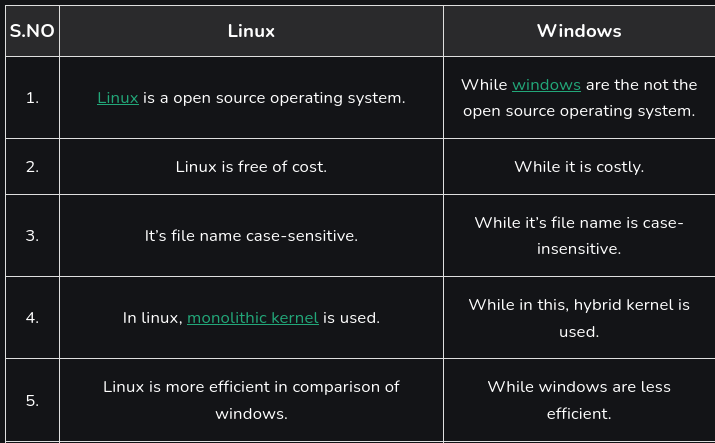 S.NO Linux Windows
1. Linux is a open source operating system. While windows are the not the
open source operating system.
2. Linux is free of cost. While it is costly.
3. It’s file name case-sensitive. While it’s file name is case-
insensitive.
4. In linux, monolithic kernel is used. While in this, hybrid kernel is
used.
5. Linux is more efficient in comparison of
windows. While windows are less
efficient.